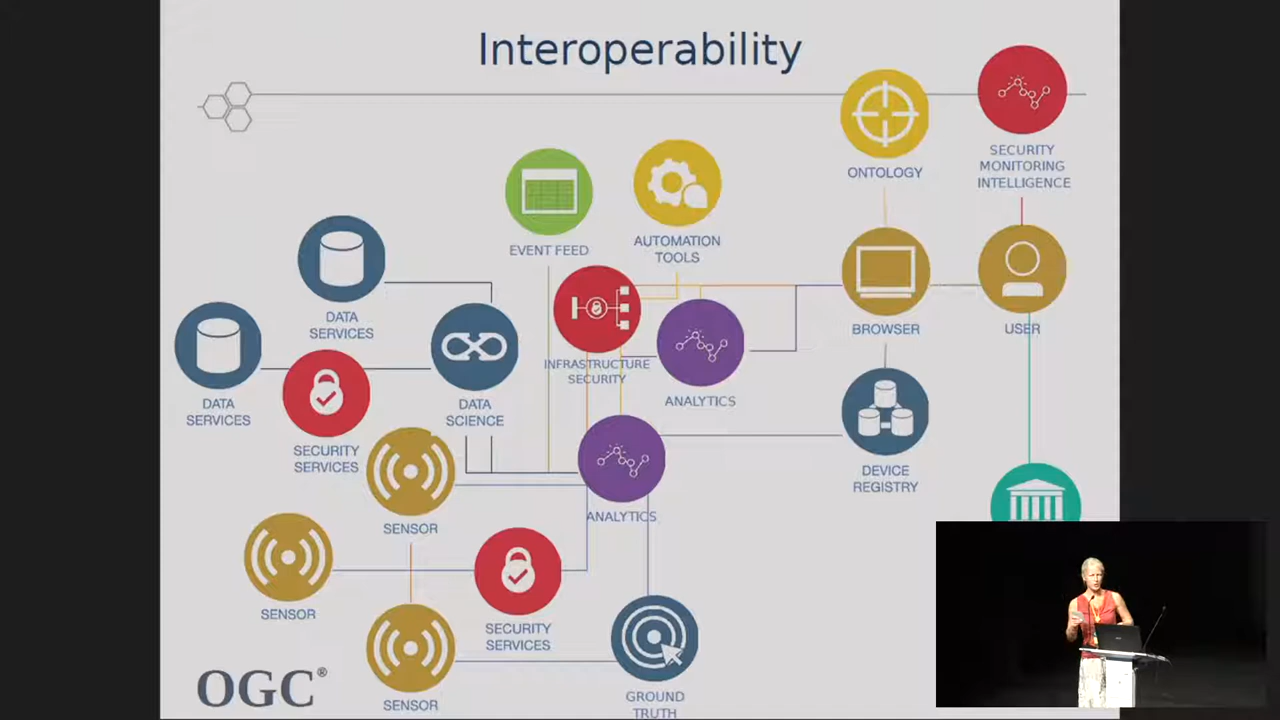 Interoperability
ONTOLOGY
SECURITY
MONITORING
INTELLIGENCE
EVENT FEED
AUTOMATION
TOOLS
DATA
SERVICES
INFRASTRUCTURE
SECURITY
BROWSER
USER
DATA
SERVICES
DATA
SCIENCE
ANALYTICS
SECURITY
SERVICES
DEVICE
REGISTRY
SENSOR
ANALYTICS
SENSOR
SECURITY
SERVICES
SENSOR
GROUND
TRUTH
OGC®